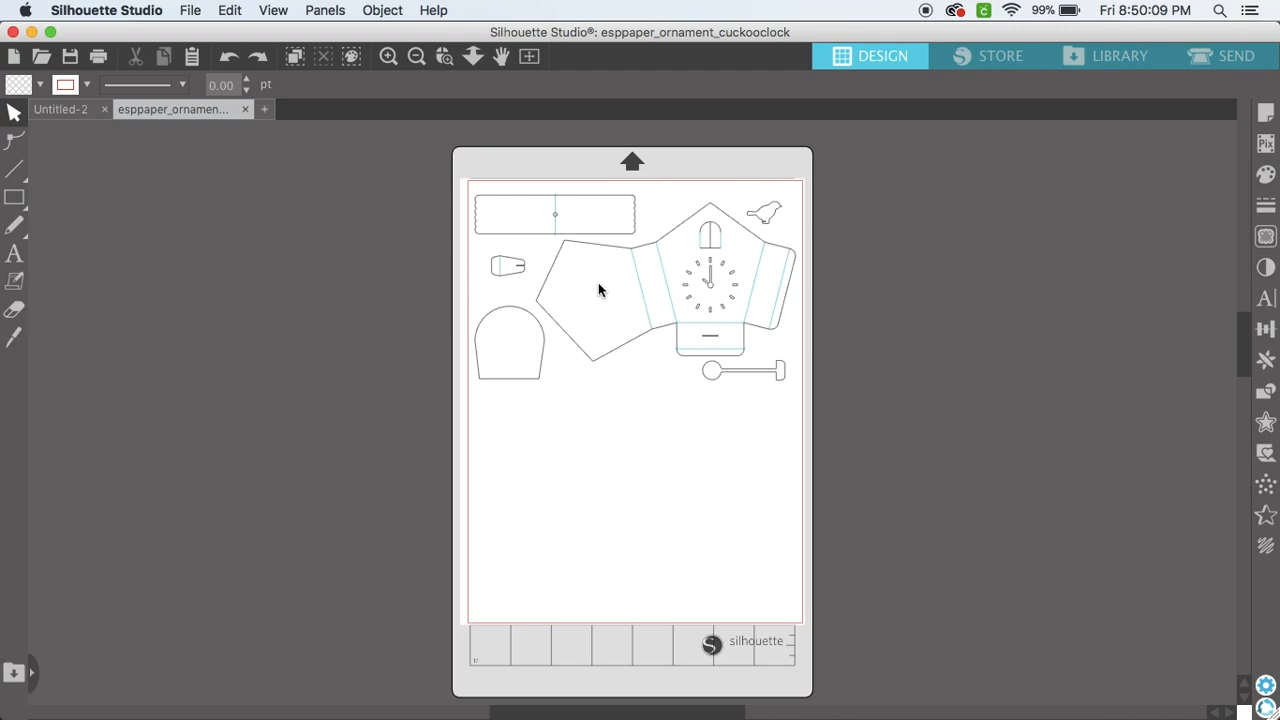 Silhouette Studio File Edit View Panels Object Help 99% Fri 8:50:09 PM
Silhouette Studio®: esppaper_ornament_cuckooclock
DESIGN STORE LIBRARY SEND
0.00 pt
Untitled-2 × esppaper_ornamen... × +
silhouette
12